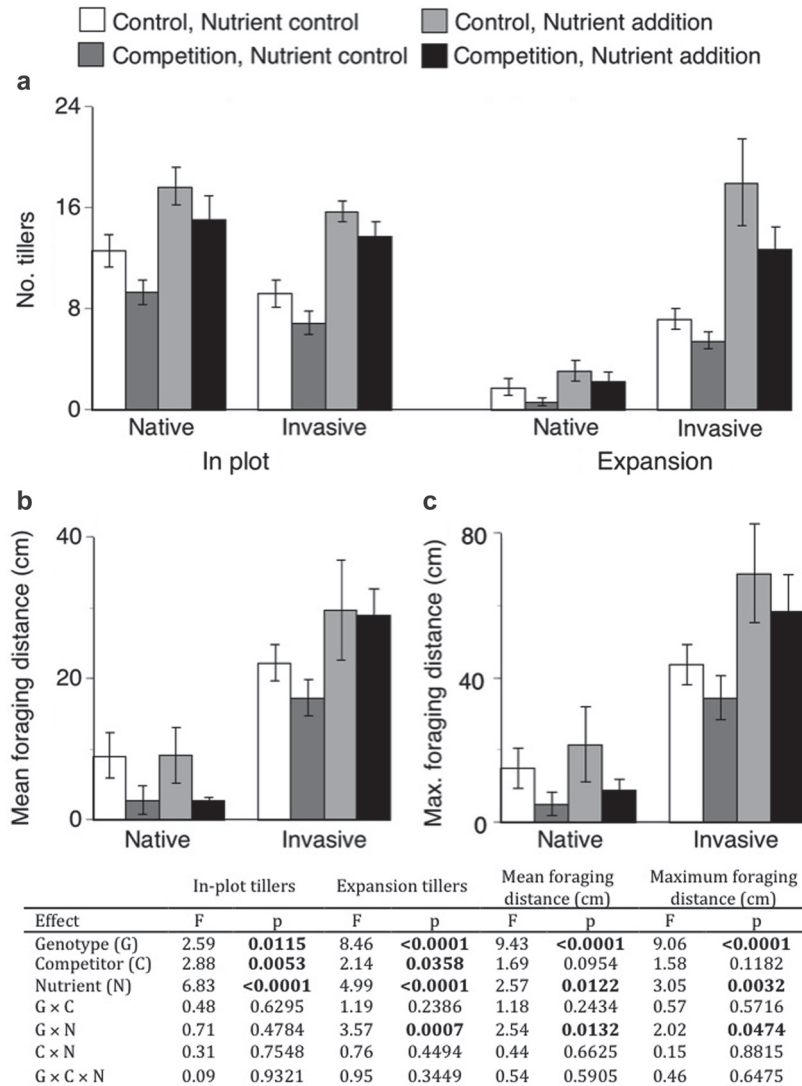 Control, Nutrient control Control, Nutrient addition
Competition, Nutrient control Competition, Nutrient addition
a
24
16
8
0
No. tillers
Native Invasive Native Invasive
In plot Expansion
b
40
20
0
Mean foraging distance (cm)
Native Invasive
c
80
40
0
Max. foraging distance (cm)
Native Invasive
In-plot tillers Expansion tillers Mean foraging distance (cm) Maximum foraging distance (cm)
Effect F p F p F p F p
Genotype (G) 2.59 0.0115 8.46 <0.0001 9.43 <0.0001 9.06 <0.0001
Competitor (C) 2.88 0.0053 2.14 0.0358 1.69 0.0954 1.58 0.1182
Nutrient (N) 6.83 <0.0001 4.99 <0.0001 2.57 0.0122 3.05 0.0032
G × C 0.48 0.6295 1.19 0.2386 1.18 0.2434 0.57 0.5716
G × N 0.71 0.4784 3.57 0.0007 2.54 0.0132 2.02 0.0474
C × N 0.31 0.7548 0.76 0.4494 0.44 0.6625 0.15 0.8815
G × C × N 0.09 0.9321 0.95 0.3449 0.54 0.5905 0.46 0.6475